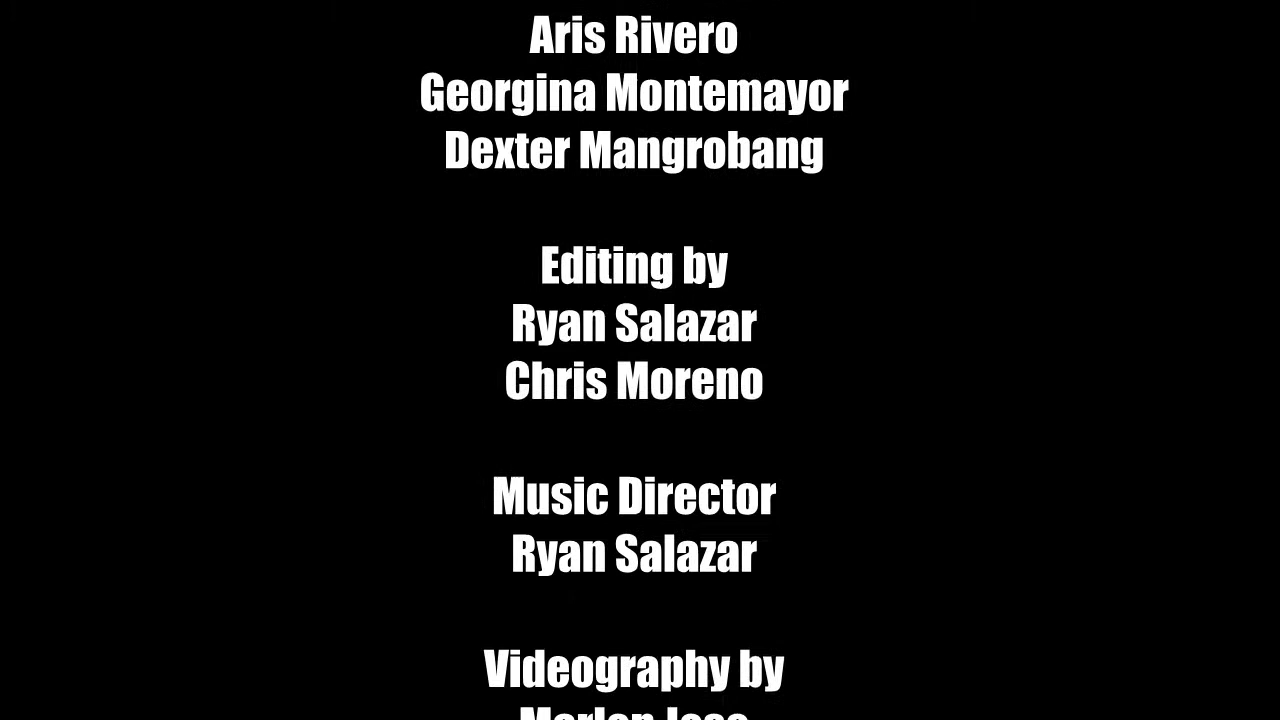 Aris Rivero
Georgina Montemayor
Dexter Mangrobang
Editing by
Ryan Salazar
Chris Moreno
Music Director
Ryan Salazar
Videography by